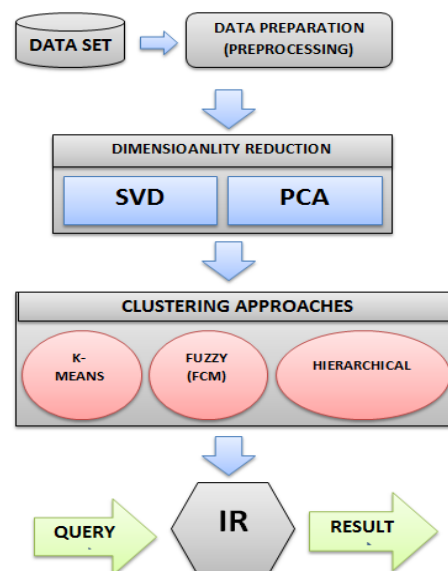 DATA SET
DATA PREPARATION
(PREPROCESSING)
DIMENSIOANLITY REDUCTION
SVD
PCA
CLUSTERING APPROACHES
K-
MEANS
FUZZY
(FCM)
HIERARCHICAL
QUERY
IR
RESULT